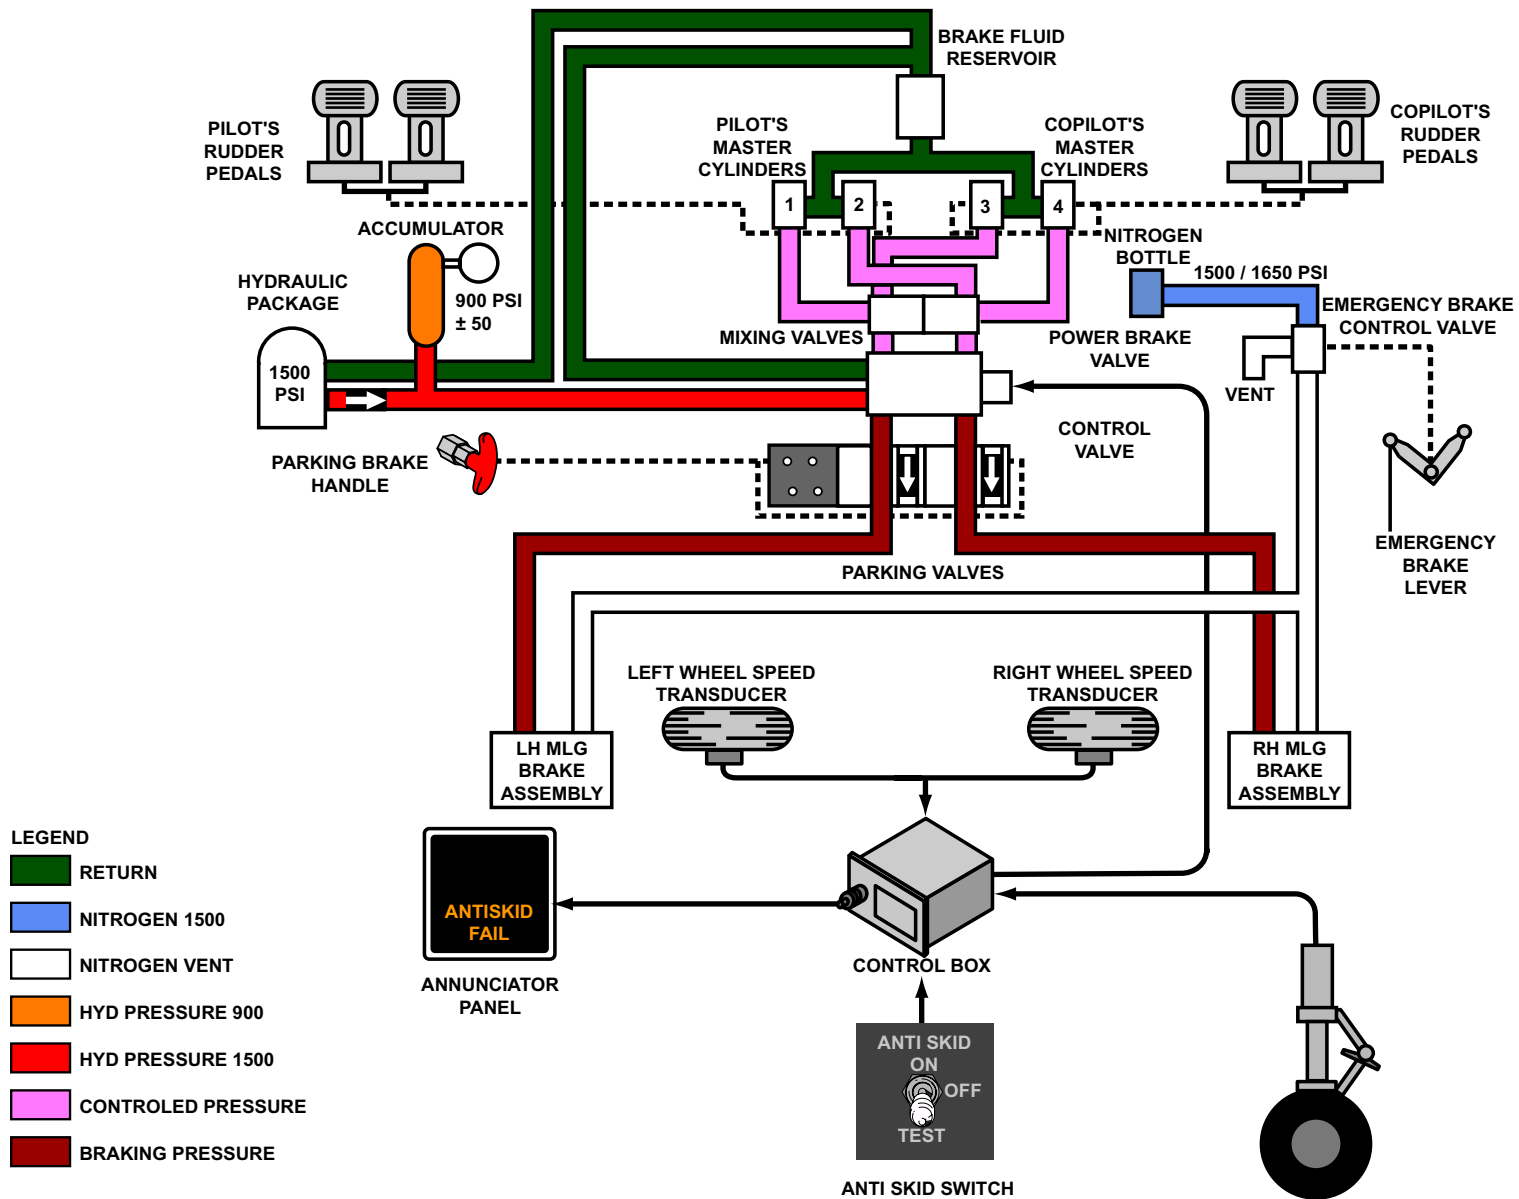 BRAKE FLUID
RESERVOIR
PILOT'S
RUDDER
PEDALS
PILOT'S
MASTER
CYLINDERS
COPILOT'S
MASTER
CYLINDERS
COPILOT'S
RUDDER
PEDALS
1
2
3
4
ACCUMULATOR
HYDRAULIC
PACKAGE
900 PSI
± 50
NITROGEN
BOTTLE
1500 / 1650 PSI
EMERGENCY BRAKE
CONTROL VALVE
MIXING VALVES
POWER BRAKE
VALVE
1500
PSI
VENT
CONTROL
VALVE
PARKING BRAKE
HANDLE
EMERGENCY
BRAKE
LEVER
PARKING VALVES
LEFT WHEEL SPEED
TRANSDUCER
RIGHT WHEEL SPEED
TRANSDUCER
LH MLG
BRAKE
ASSEMBLY
RH MLG
BRAKE
ASSEMBLY
LEGEND
RETURN
NITROGEN 1500
NITROGEN VENT
HYD PRESSURE 900
HYD PRESSURE 1500
CONTROLED PRESSURE
BRAKING PRESSURE
ANTISKID
FAIL
ANNUNCIATOR
PANEL
CONTROL BOX
ANTI SKID
ON
OFF
TEST
ANTI SKID SWITCH